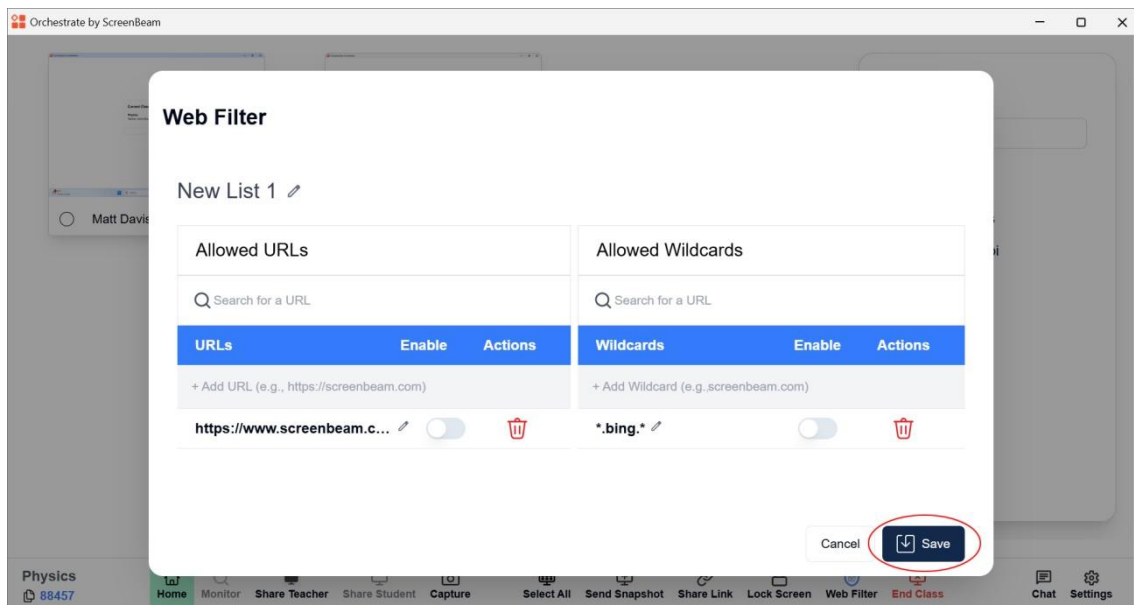 Orchestrate by ScreenBeam
Matt Davis
Web Filter
New List 1
Allowed URLs
Search for a URL
URLs Enable Actions
+ Add URL (e.g., https://screenbeam.com)
https://www.screenbeam.c...
Allowed Wildcards
Search for a URL
Wildcards Enable Actions
+ Add Wildcard (e.g.,screenbeam.com)
*.bing.*
Cancel Save
Physics
88457
Home Monitor Share Teacher Share Student Capture Select All Send Snapshot Share Link Lock Screen Web Filter End Class Chat Settings